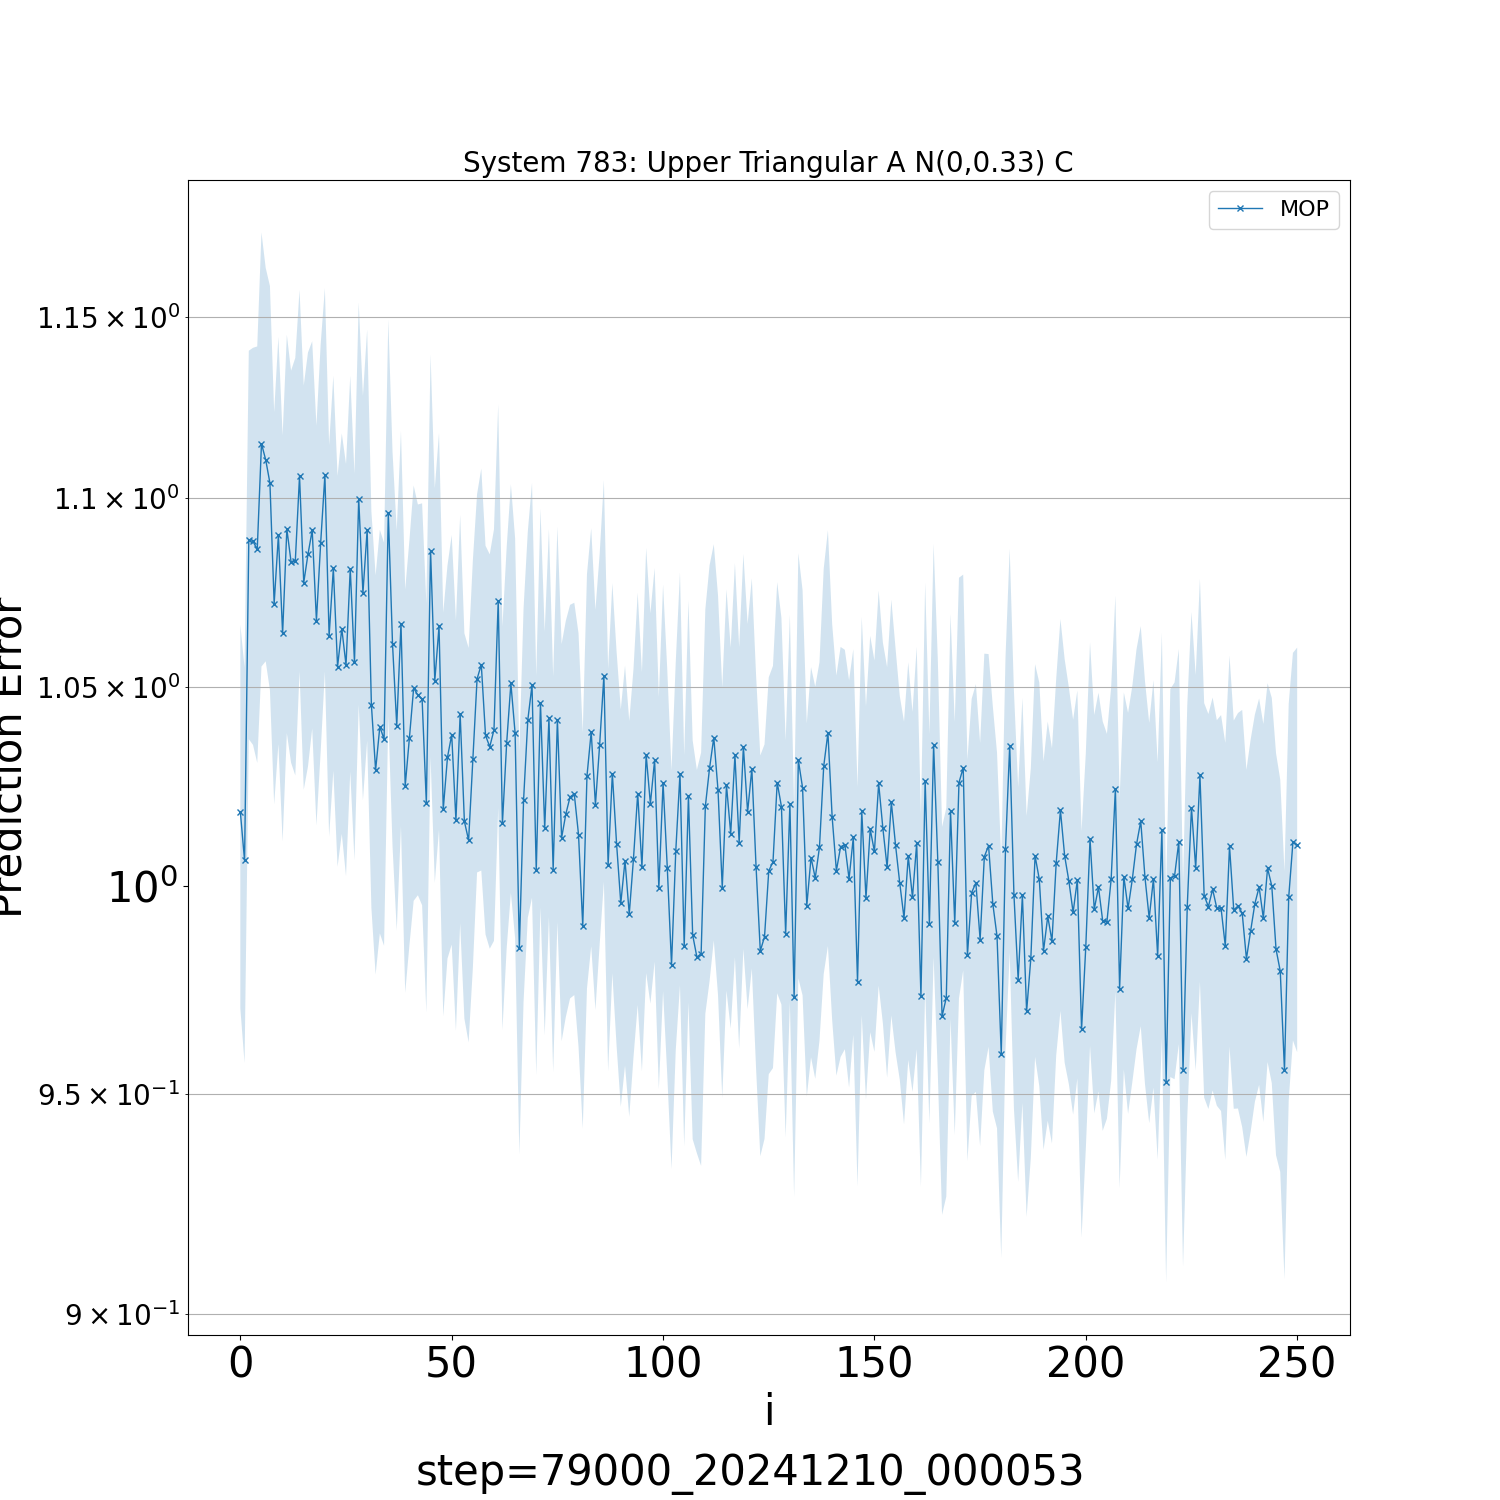 System 783: Upper Triangular A N(0,0.33) C
MOP
1.15 × 10⁰
1.1 × 10⁰
1.05 × 10⁰
10⁰
9.5 × 10⁻¹
9 × 10⁻¹
Prediction Error
0 50 100 150 200 250
i
step=79000_20241210_000053